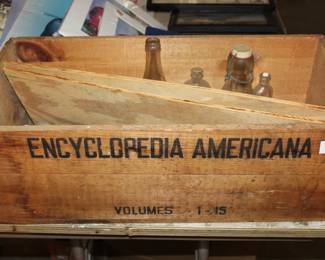 ENCYCLOPEDIA AMERICANA
VOLUMES 1-15